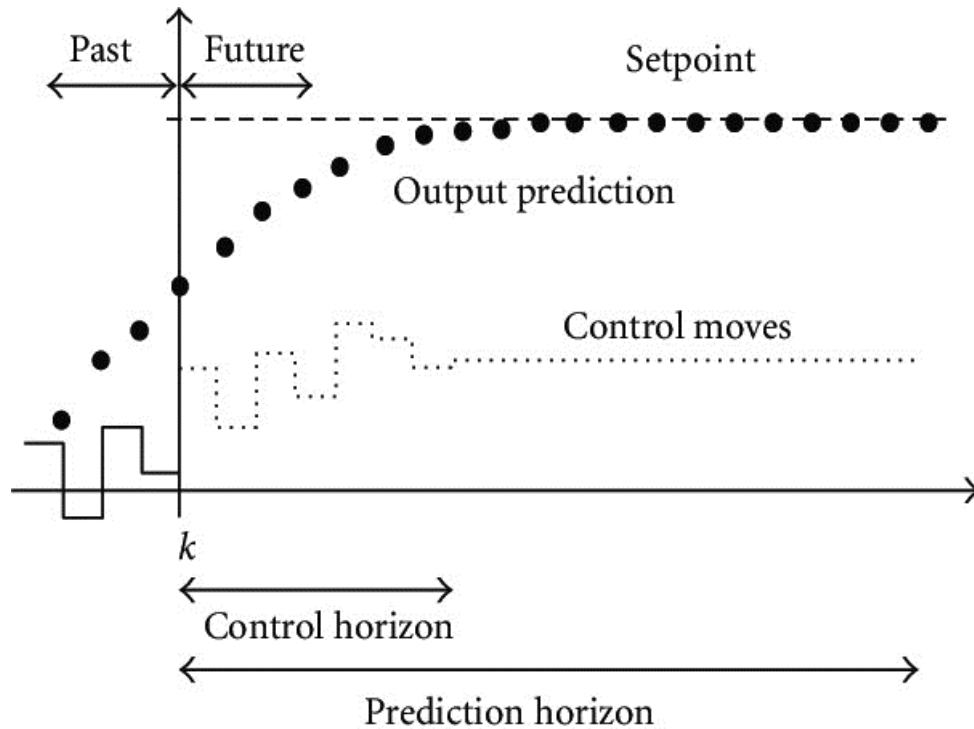 Past
Future
Setpoint
Output prediction
Control moves
k
Control horizon
Prediction horizon